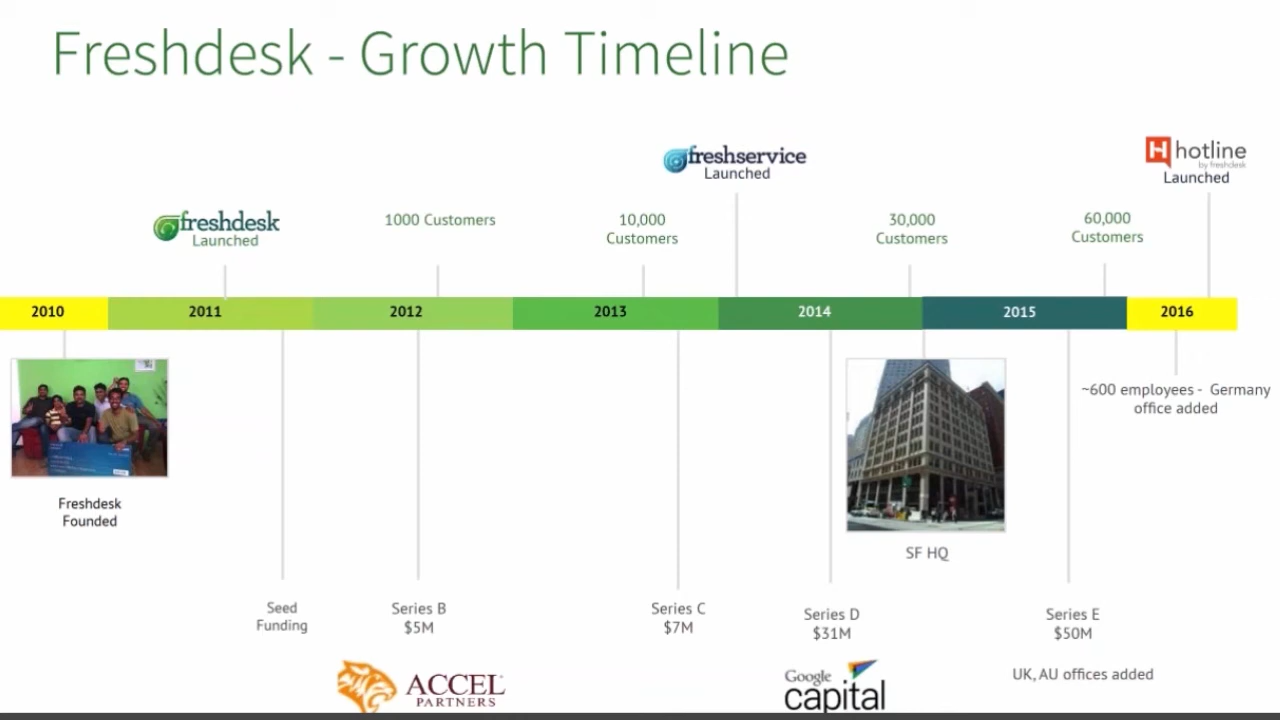 Freshdesk - Growth Timeline
freshservice
Launched
H hotline
by freshdesk
Launched
freshdesk
Launched
1000 Customers
10,000
Customers
30,000
Customers
60,000
Customers
2010
2011
2012
2013
2014
2015
2016
~600 employees - Germany
office added
Freshdesk
Founded
SF HQ
Seed
Funding
Series B
$5M
Series C
$7M
Series D
$31M
Series E
$50M
ACCEL
PARTNERS
Google
capital
UK, AU offices added